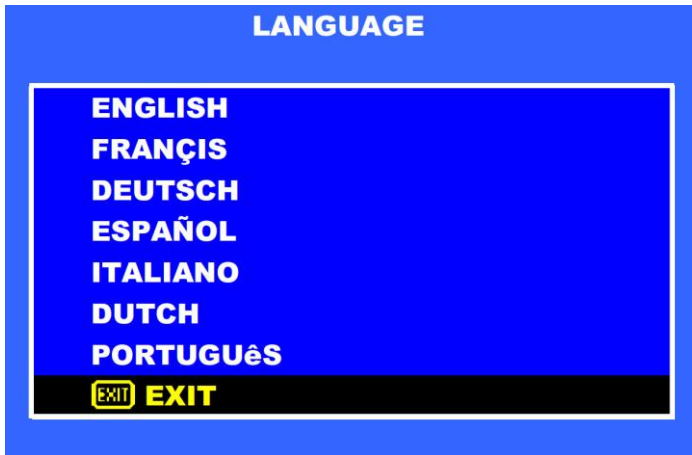 LANGUAGE
ENGLISH
FRANÇIS
DEUTSCH
ESPAÑOL
ITALIANO
DUTCH
PORTUGUêS
EXIT EXIT